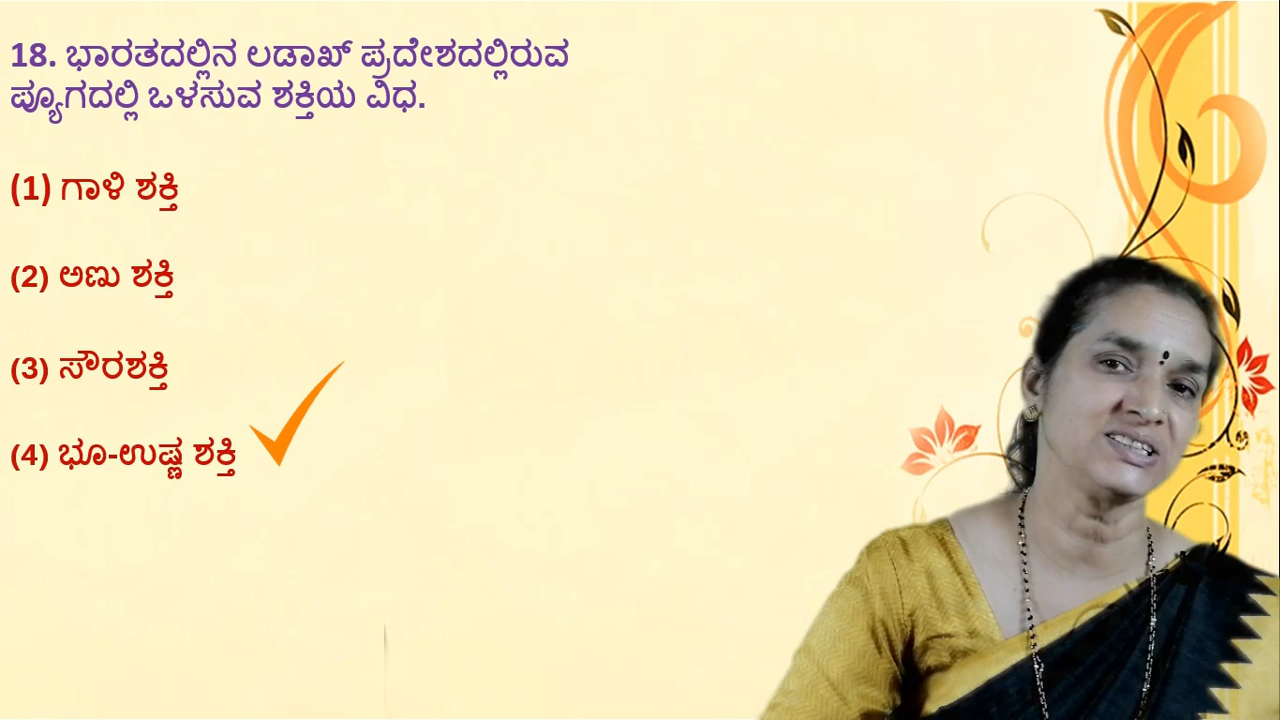 18. ಭಾರತದಲ್ಲಿನ ಲಡಾಖ್ ಪ್ರದೇಶದಲ್ಲಿರುವ
ಪ್ಯೂಗದಲ್ಲಿ ಒಳಸುವ ಶಕ್ತಿಯ ವಿಧ.
(1) ಗಾಳಿ ಶಕ್ತಿ
(2) ಅಣು ಶಕ್ತಿ
(3) ಸೌರಶಕ್ತಿ
(4) ಭೂ-ಉಷ್ಣ ಶಕ್ತಿ